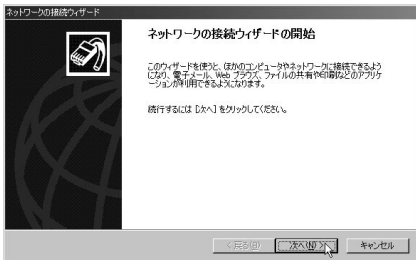 ネットワークの接続ウィザード
ネットワークの接続ウィザードの開始
このウィザードを使うと、ほかのコンピュータやネットワークに接続できるよう
になり、電子メール、Web ブラウズ、ファイルの共有や印刷などのアプリケ
ーションが利用できるようになります。
続行するには [次へ] をクリックしてください。
< 戻る(B) 次へ(N) > キャンセル